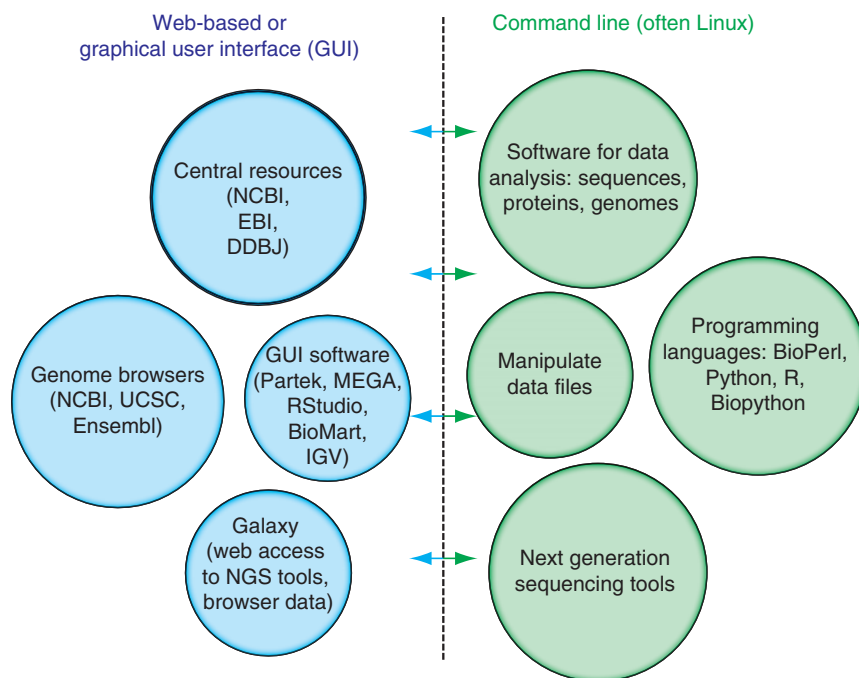 Web-based or
graphical user interface (GUI)
Command line (often Linux)
Central resources
(NCBI,
EBI,
DDBJ)
Software for data
analysis: sequences,
proteins, genomes
Genome browsers
(NCBI, UCSC,
Ensembl)
GUI software
(Partek, MEGA,
RStudio,
BioMart,
IGV)
Manipulate
data files
Programming
languages: BioPerl,
Python, R,
Biopython
Galaxy
(web access
to NGS tools,
browser data)
Next generation
sequencing tools